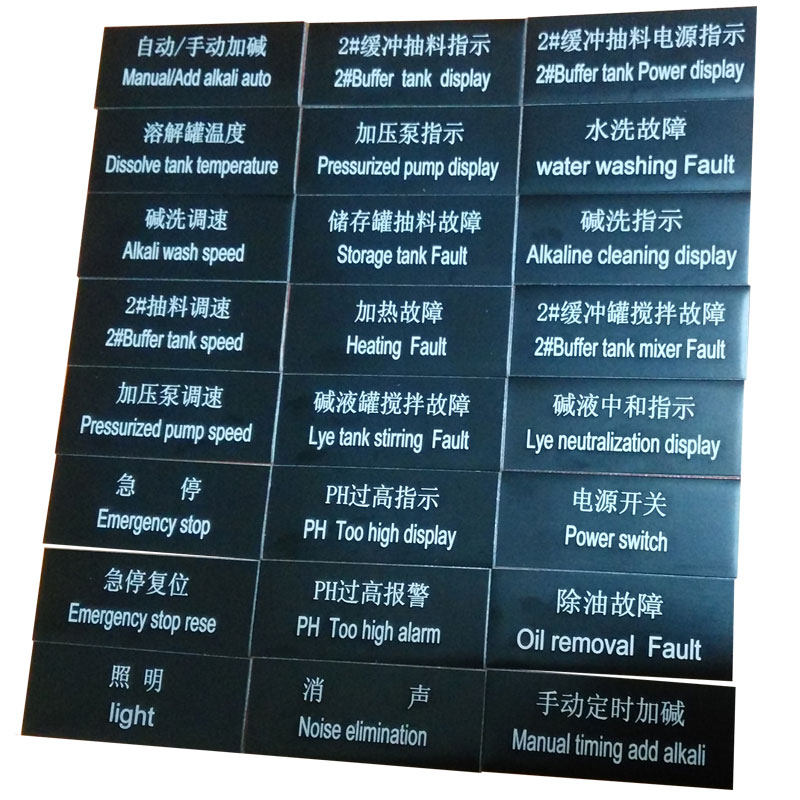 自动/手动加碱
Manual/Add alkali auto
2#缓冲抽料指示
2#Buffer tank display
2#缓冲抽料电源指示
2#Buffer tank Power display
溶解罐温度
Dissolve tank temperature
加压泵指示
Pressurized pump display
水洗故障
water washing Fault
碱洗调速
Alkali wash speed
储存罐抽料故障
Storage tank Fault
碱洗指示
Alkaline cleaning display
2#抽料调速
2#Buffer tank speed
加热故障
Heating Fault
2#缓冲罐搅拌故障
2#Buffer tank mixer Fault
加压泵调速
Pressurized pump speed
碱液罐搅拌故障
Lye tank stirring Fault
碱液中和指示
Lye neutralization display
急 停
Emergency stop
PH过高指示
PH Too high display
电源开关
Power switch
急停复位
Emergency stop rese
PH过高报警
PH Too high alarm
除油故障
Oil removal Fault
照 明
light
消 声
Noise elimination
手动定时加碱
Manual timing add alkali